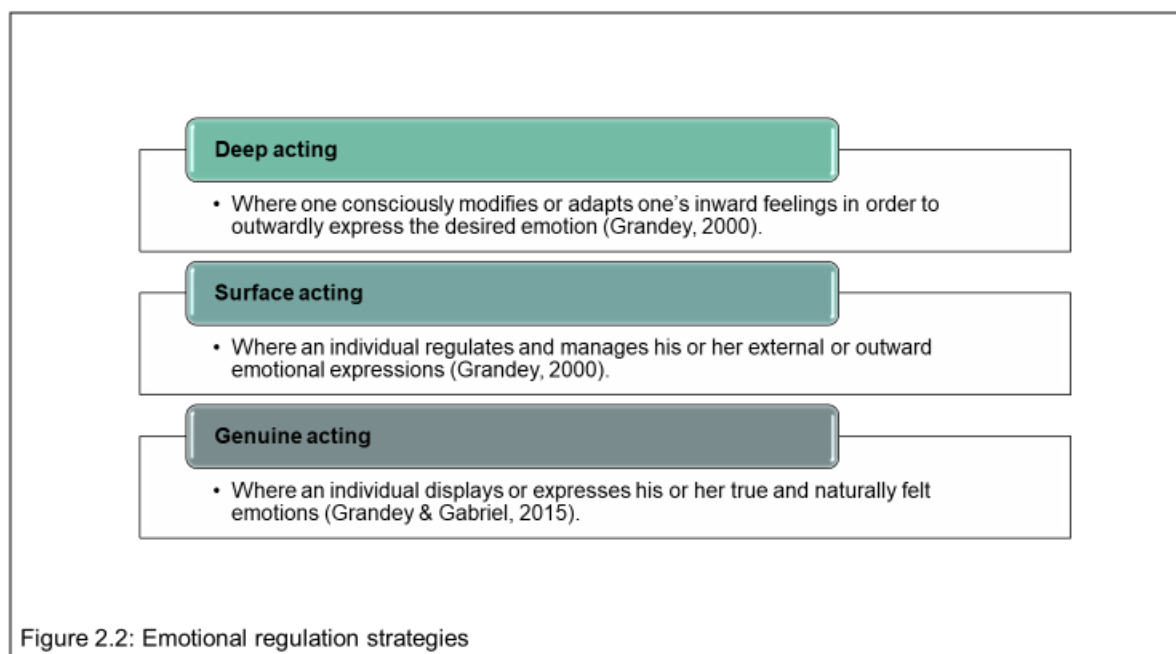 Deep acting
• Where one consciously modifies or adapts one’s inward feelings in order to
outwardly express the desired emotion (Grandey, 2000).
Surface acting
• Where an individual regulates and manages his or her external or outward
emotional expressions (Grandey, 2000).
Genuine acting
• Where an individual displays or expresses his or her true and naturally felt
emotions (Grandey & Gabriel, 2015).
Figure 2.2: Emotional regulation strategies